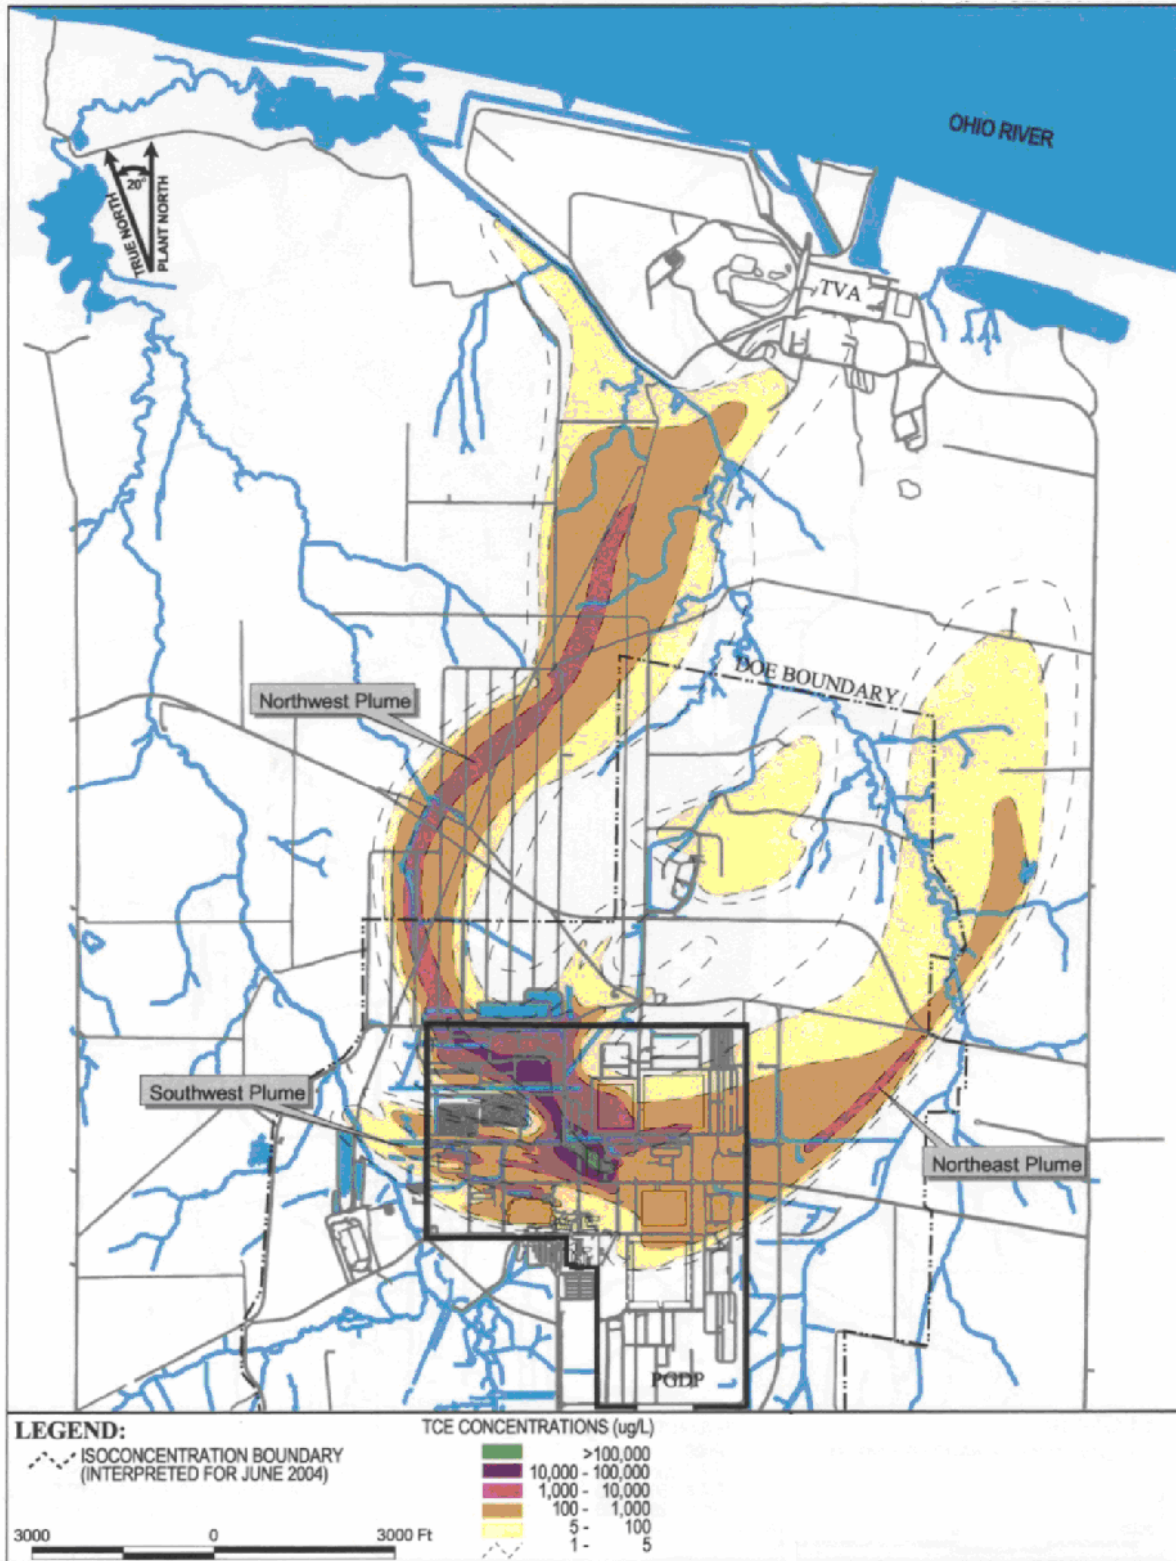 OHIO RIVER
20°
TRUE NORTH
PLANT NORTH
TVA
DOE BOUNDARY
Northwest Plume
Southwest Plume
Northeast Plume
PGDP
LEGEND:
ISOCONCENTRATION BOUNDARY
(INTERPRETED FOR JUNE 2004)
TCE CONCENTRATIONS (ug/L)
>100,000
10,000 - 100,000
1,000 - 10,000
100 - 1,000
5 - 100
1 - 5
3000 0 3000 Ft